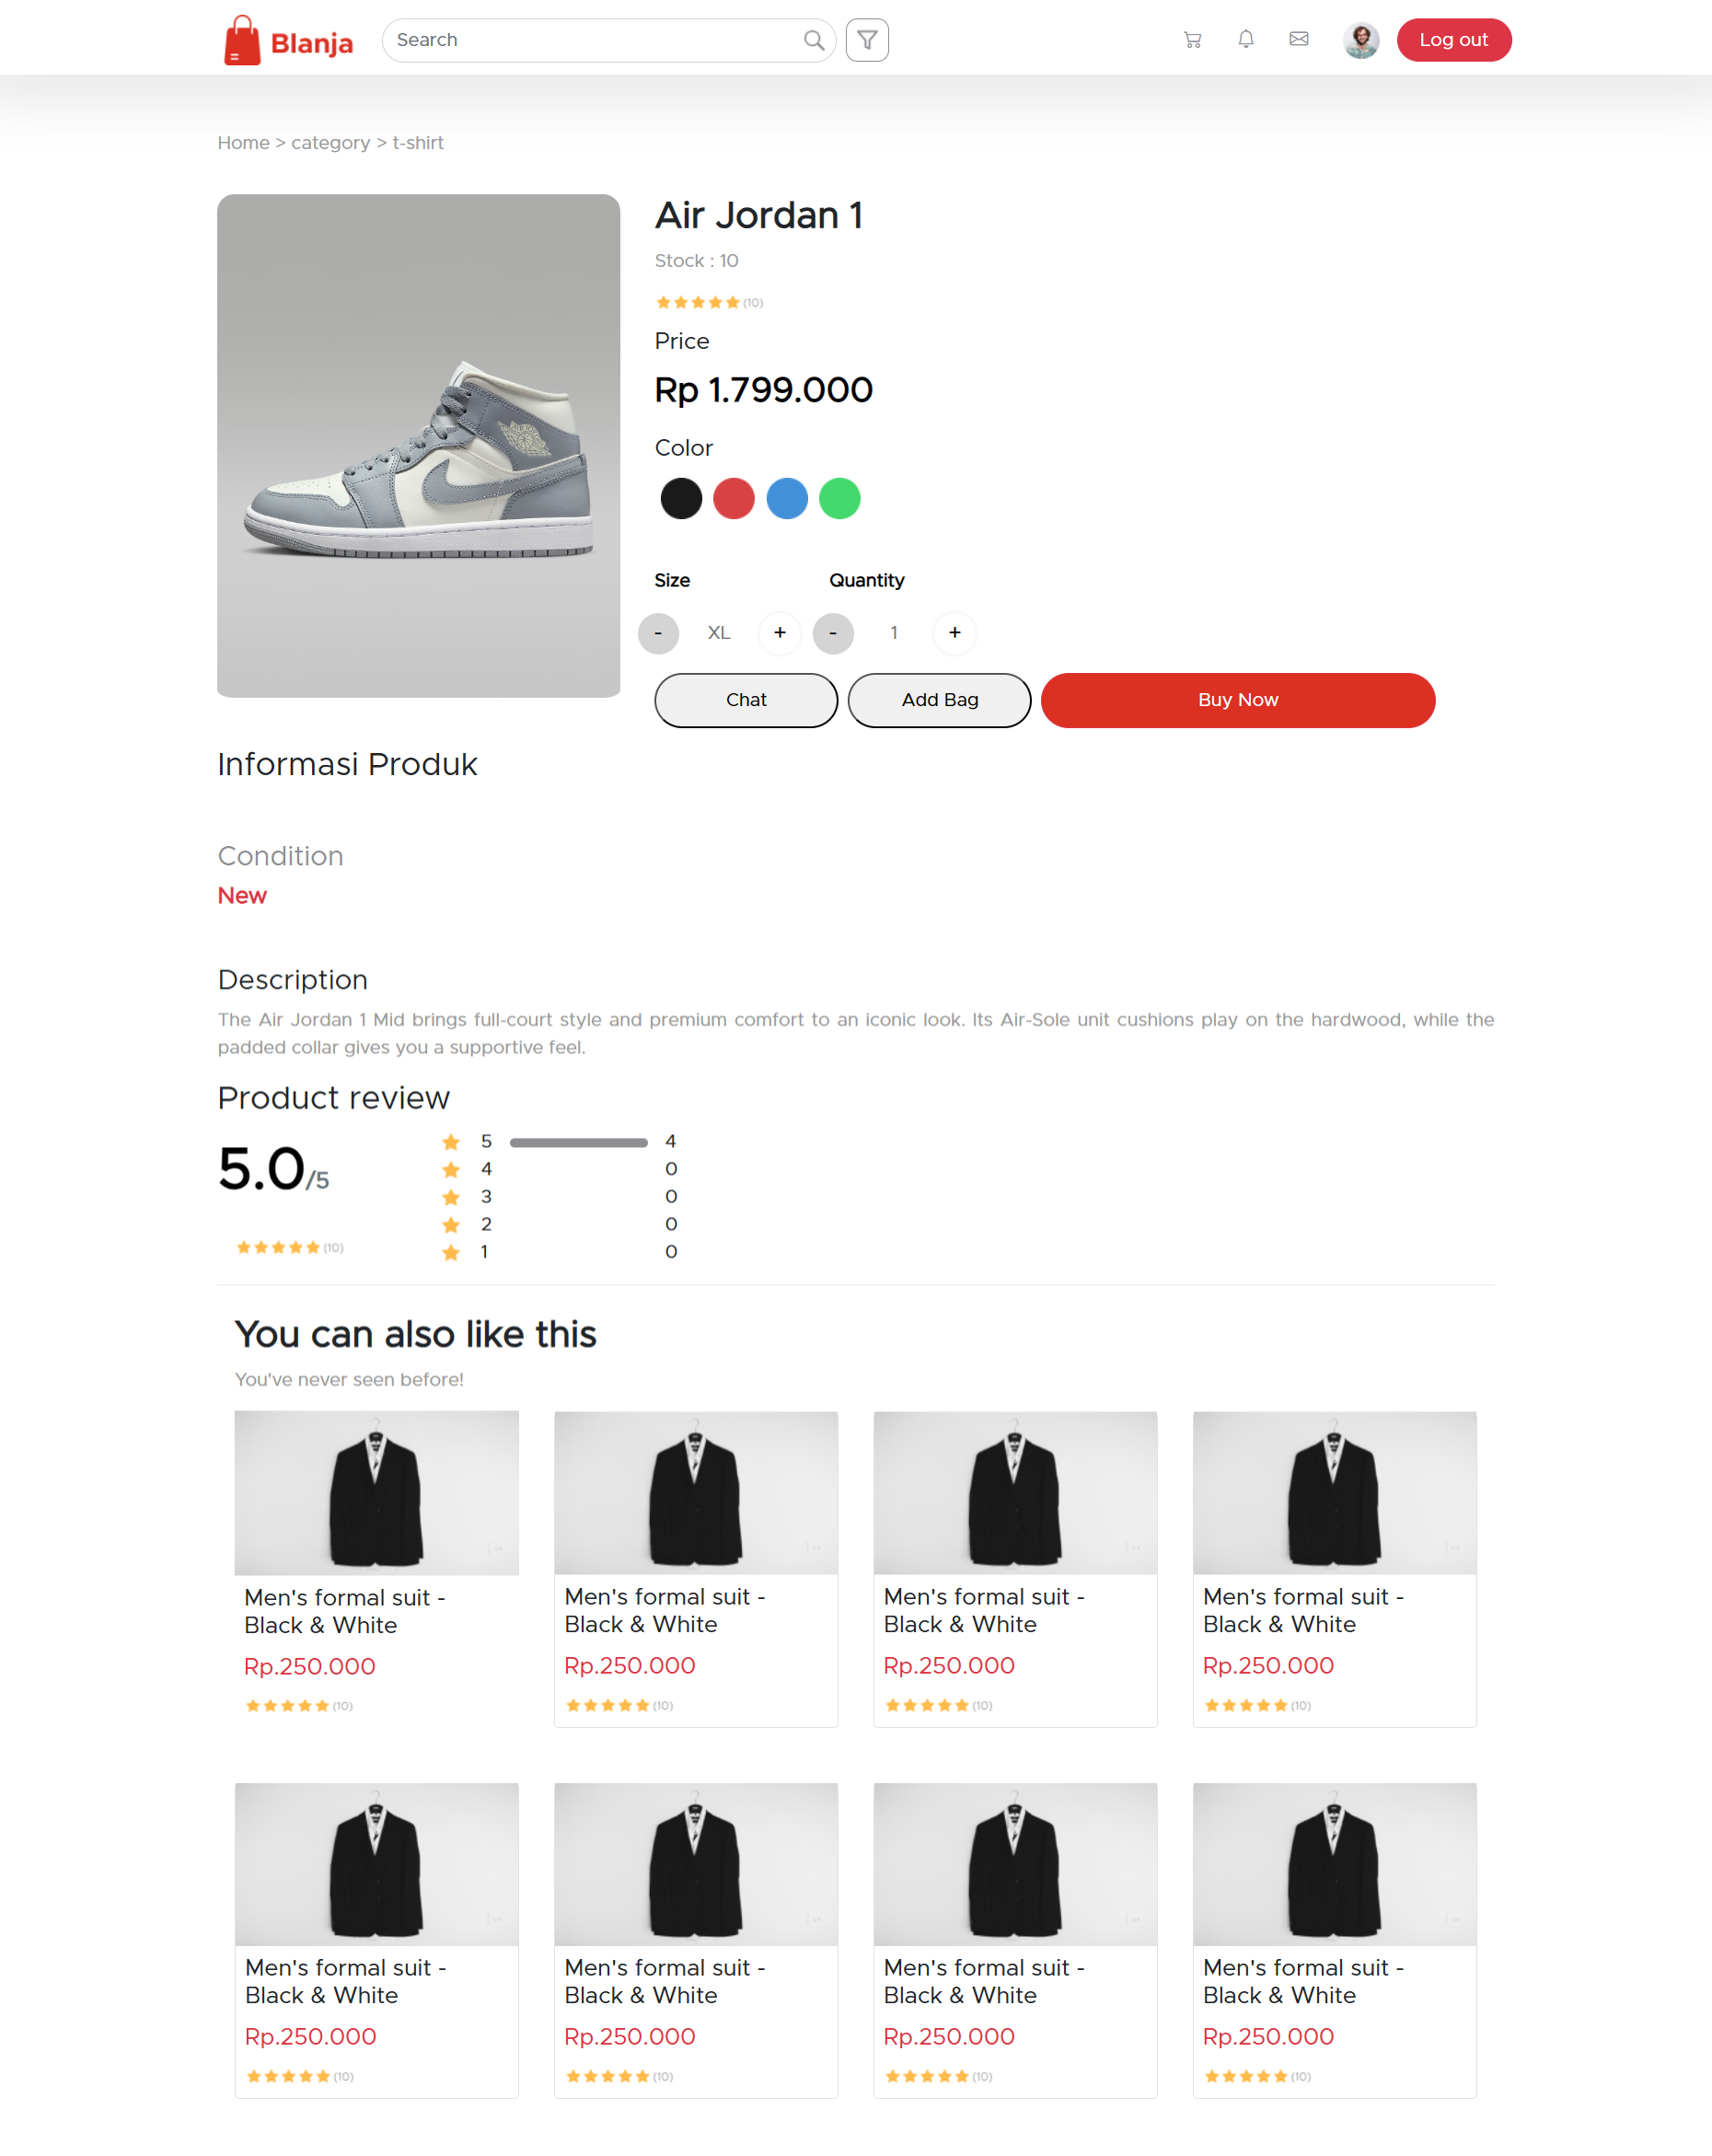 Blanja
Search
Log out
Home > category > t-shirt
Air Jordan 1
Stock : 10
(10)
Price
Rp 1.799.000
Color
Size Quantity
- XL + - 1 +
Chat Add Bag Buy Now
Informasi Produk
Condition
New
Description
The Air Jordan 1 Mid brings full-court style and premium comfort to an iconic look. Its Air-Sole unit cushions play on the hardwood, while the
padded collar gives you a supportive feel.
Product review
5.0/5
(10)
5 4
4 0
3 0
2 0
1 0
You can also like this
You've never seen before!
Men's formal suit -
Black & White
Rp.250.000
(10)
Men's formal suit -
Black & White
Rp.250.000
(10)
Men's formal suit -
Black & White
Rp.250.000
(10)
Men's formal suit -
Black & White
Rp.250.000
(10)
Men's formal suit -
Black & White
Rp.250.000
(10)
Men's formal suit -
Black & White
Rp.250.000
(10)
Men's formal suit -
Black & White
Rp.250.000
(10)
Men's formal suit -
Black & White
Rp.250.000
(10)